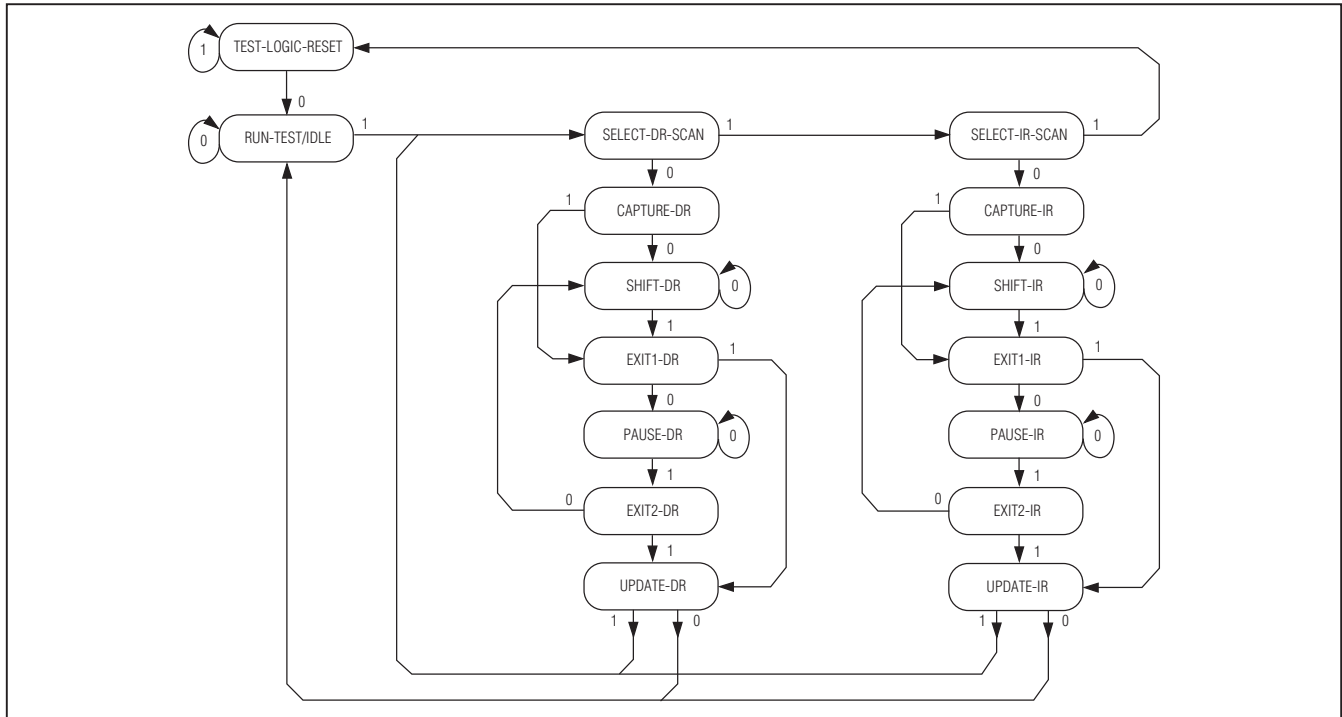 TEST-LOGIC-RESET
1
0
RUN-TEST/IDLE
0
1
SELECT-DR-SCAN
1
0
CAPTURE-DR
1
0
SHIFT-DR
0
1
EXIT1-DR
1
0
PAUSE-DR
0
1
EXIT2-DR
0
1
UPDATE-DR
1
0
SELECT-IR-SCAN
1
0
CAPTURE-IR
1
0
SHIFT-IR
0
1
EXIT1-IR
1
0
PAUSE-IR
0
1
EXIT2-IR
0
1
UPDATE-IR
1
0